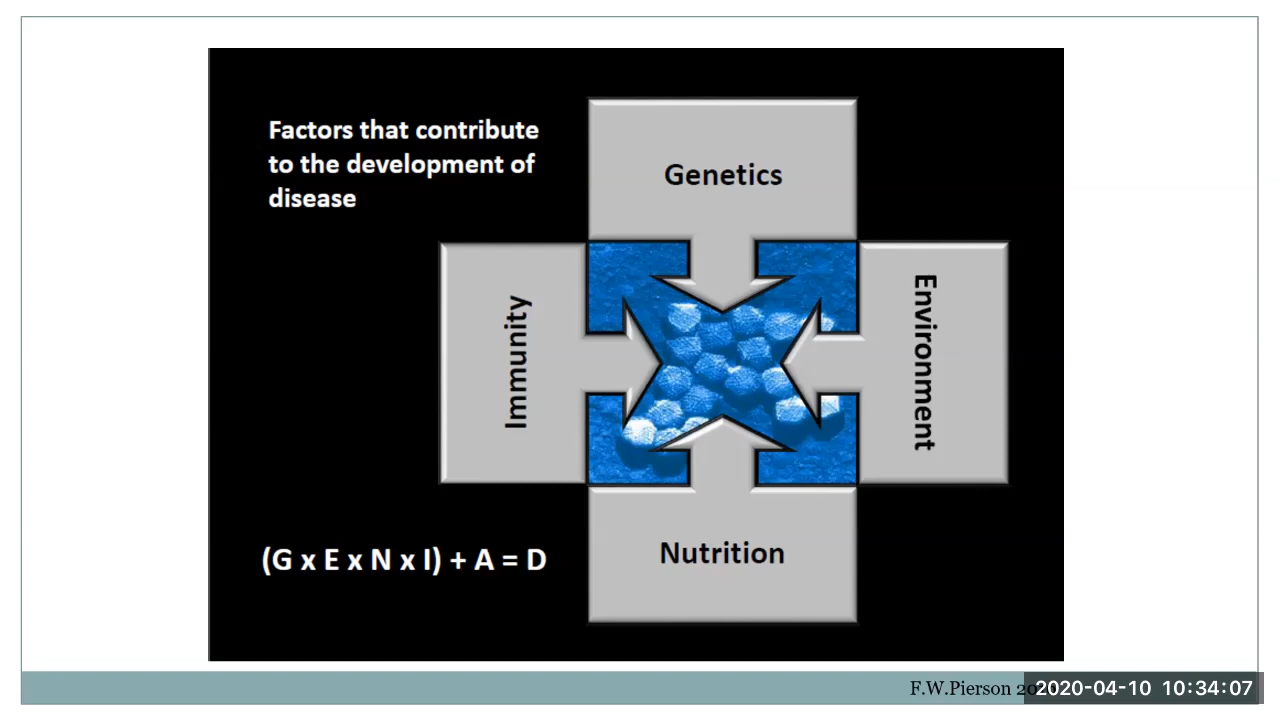 Factors that contribute
to the development of
disease
Genetics
Immunity
Environment
Nutrition
(G x E x N x I) + A = D
F.W.Pierson
2020-04-10 10:34:07